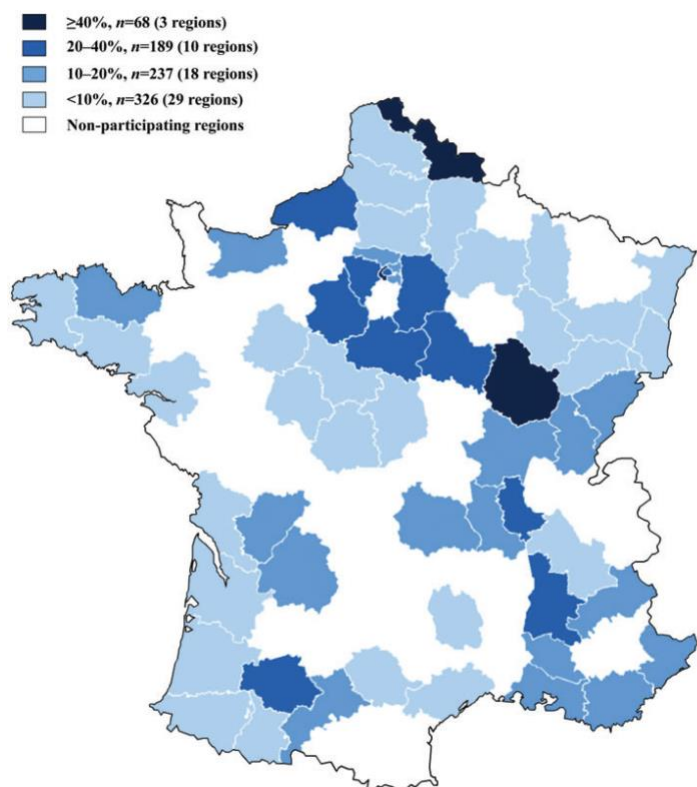 ≥40%, n=68 (3 regions)
20–40%, n=189 (10 regions)
10–20%, n=237 (18 regions)
<10%, n=326 (29 regions)
Non-participating regions